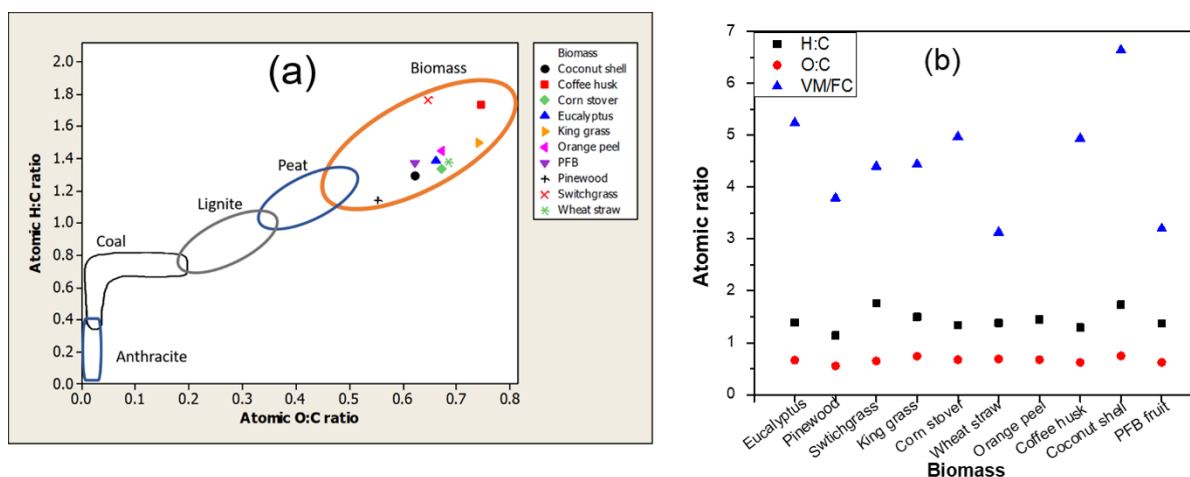 (a)
Atomic H:C ratio
2.0
1.8
1.6
1.4
1.2
1.0
0.8
0.6
0.4
0.2
0.0
Biomass
Peat
Lignite
Coal
Anthracite
0.0 0.1 0.2 0.3 0.4 0.5 0.6 0.7 0.8
Atomic O:C ratio
Biomass
Coconut shell
Coffee husk
Corn stover
Eucalyptus
King grass
Orange peel
PFB
Pinewood
Switchgrass
Wheat straw
(b)
H:C
O:C
VM/FC
Atomic ratio
7
6
5
4
3
2
1
0
Eucalyptus
Pinewood
Swtichgrass
King grass
Corn stover
Wheat straw
Orange peel
Coffee husk
Coconut shell
PFB fruit
Biomass